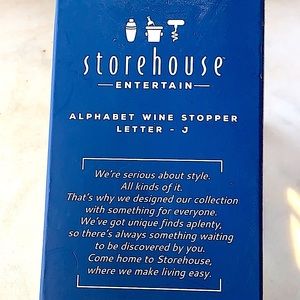 storehouse
ENTERTAIN
ALPHABET WINE STOPPER
LETTER - J
We're serious about style.
All kinds of it.
That's why we designed our collection
with something for everyone.
We've got unique finds aplenty,
so there's always something waiting
to be discovered by you.
Come home to Storehouse,
where we make living easy.